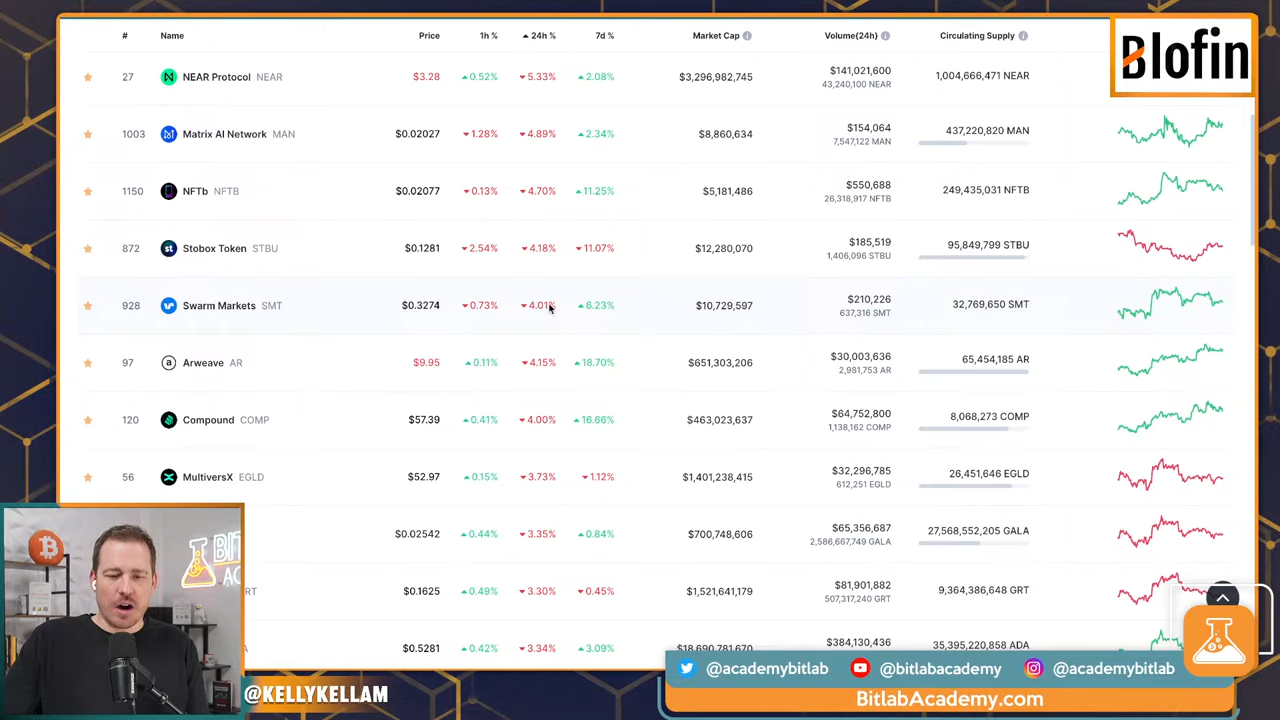 # Name Price 1h % 24h % 7d % Market Cap Volume(24h) Circulating Supply
Blofin
27 NEAR Protocol NEAR $3.28 0.52% 5.33% 2.08% $3,296,982,745 $141,021,600 1,004,666,471 NEAR
43,240,100 NEAR
1003 Matrix AI Network MAN $0.02027 1.28% 4.89% 2.34% $8,860,634 $154,064 437,220,820 MAN
7,547,122 MAN
1150 NFTb NFTB $0.02077 0.13% 4.70% 11.25% $5,181,486 $550,688 249,435,031 NFTB
26,318,917 NFTB
872 Stobox Token STBU $0.1281 2.54% 4.18% 11.07% $12,280,070 $185,519 95,849,799 STBU
1,406,096 STBU
928 Swarm Markets SMT $0.3274 0.73% 4.01% 6.23% $10,729,597 $210,226 32,769,650 SMT
637,316 SMT
97 Arweave AR $9.95 0.11% 4.15% 18.70% $651,303,206 $30,003,636 65,454,185 AR
2,981,753 AR
120 Compound COMP $57.39 0.41% 4.00% 16.66% $463,023,637 $64,752,800 8,068,273 COMP
1,138,162 COMP
56 MultiversX EGLD $52.97 0.15% 3.73% 1.12% $1,401,238,415 $32,296,785 26,451,646 EGLD
612,251 EGLD
$0.02542 0.44% 3.35% 0.84% $700,748,606 $65,356,687 27,568,552,205 GALA
2,586,667,749 GALA
RT $0.1625 0.49% 3.30% 0.45% $1,521,641,179 $81,901,882 9,364,386,648 GRT
507,317,240 GRT
A $0.5281 0.42% 3.34% 3.09% $18,690,781,670 $384,130,436 35,395,220,858 ADA
BIT
AC
@academybitlab @bitlabacademy @academybitlab
@KELLYKELLAM
BitlabAcademy.com